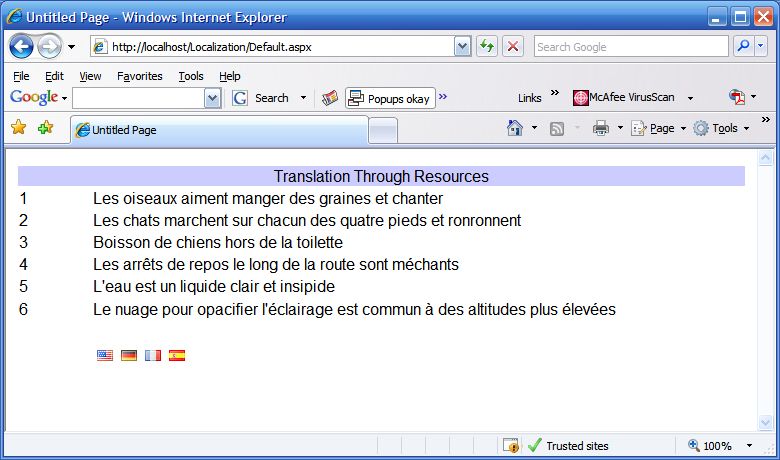 Untitled Page - Windows Internet Explorer
http://localhost/Localization/Default.aspx
Search Google
File Edit View Favorites Tools Help
Google G Search Popups okay » Links » McAfee VirusScan
Untitled Page
Page Tools »
Translation Through Resources
1 Les oiseaux aiment manger des graines et chanter
2 Les chats marchent sur chacun des quatre pieds et ronronnent
3 Boisson de chiens hors de la toilette
4 Les arrêts de repos le long de la route sont méchants
5 L'eau est un liquide clair et insipide
6 Le nuage pour opacifier l'éclairage est commun à des altitudes plus élevées
Trusted sites 100%